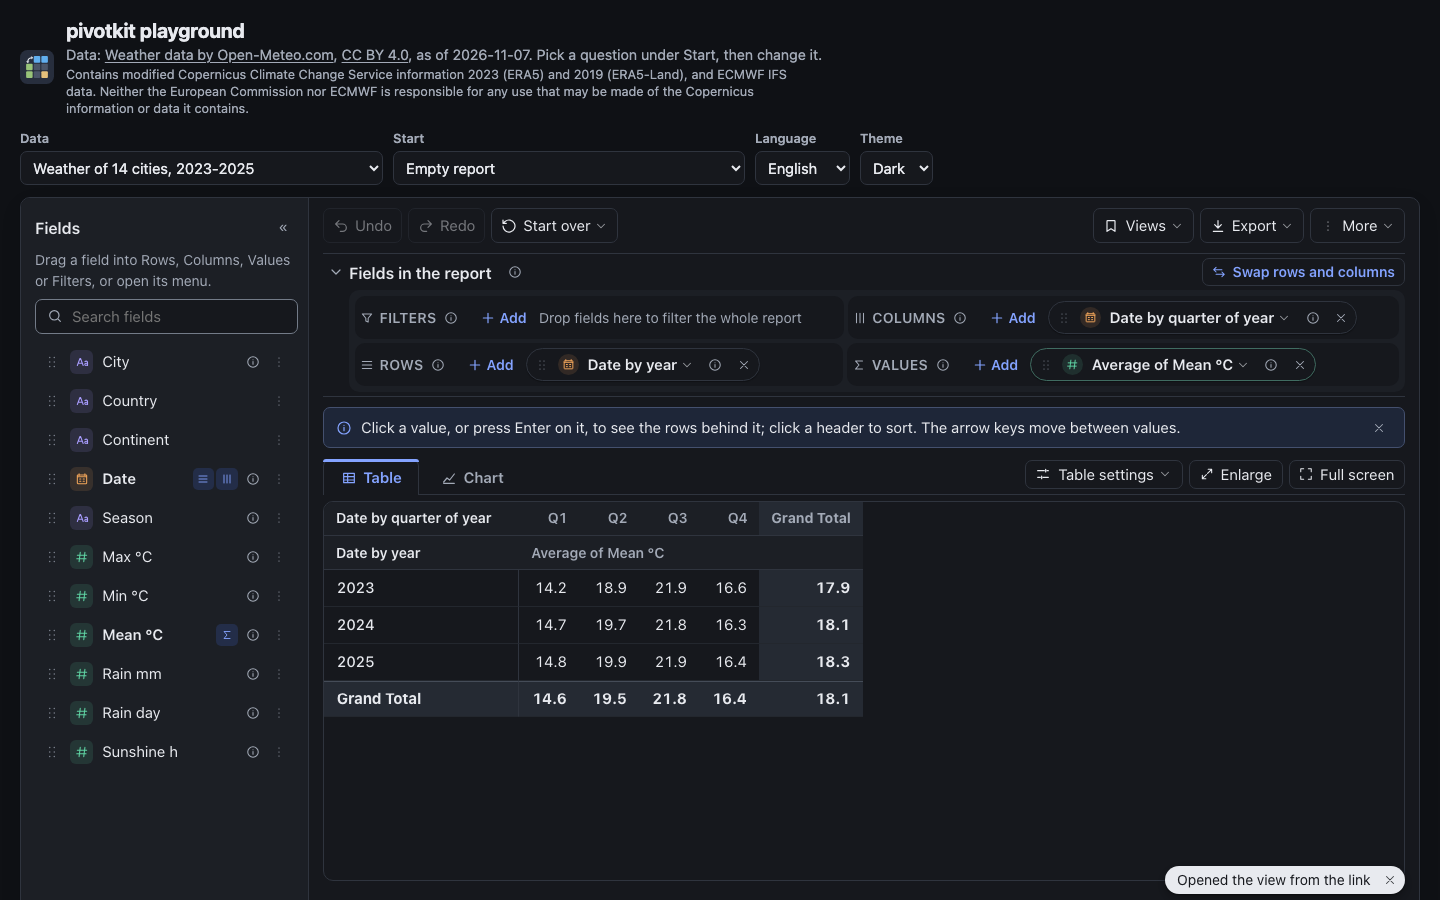 pivotkit playground
Data: Weather data by Open-Meteo.com, CC BY 4.0, as of 2026-11-07. Pick a question under Start, then change it.
Contains modified Copernicus Climate Change Service information 2023 (ERA5) and 2019 (ERA5-Land), and ECMWF IFS
data. Neither the European Commission nor ECMWF is responsible for any use that may be made of the Copernicus
information or data it contains.
Data Start Language Theme
Weather of 14 cities, 2023-2025 Empty report English Dark
Fields «
Drag a field into Rows, Columns, Values
or Filters, or open its menu.
Search fields
Aa City
Aa Country
Aa Continent
Date
Aa Season
# Max °C
# Min °C
# Mean °C Σ
# Rain mm
# Rain day
# Sunshine h
Undo Redo Start over Views Export More
Fields in the report Swap rows and columns
FILTERS + Add Drop fields here to filter the whole report
COLUMNS + Add Date by quarter of year
ROWS + Add Date by year
Σ VALUES + Add # Average of Mean °C
Click a value, or press Enter on it, to see the rows behind it; click a header to sort. The arrow keys move between values.
Table Chart Table settings Enlarge Full screen
Date by quarter of year Q1 Q2 Q3 Q4 Grand Total
Date by year Average of Mean °C
2023 14.2 18.9 21.9 16.6 17.9
2024 14.7 19.7 21.8 16.3 18.1
2025 14.8 19.9 21.9 16.4 18.3
Grand Total 14.6 19.5 21.8 16.4 18.1
Opened the view from the link